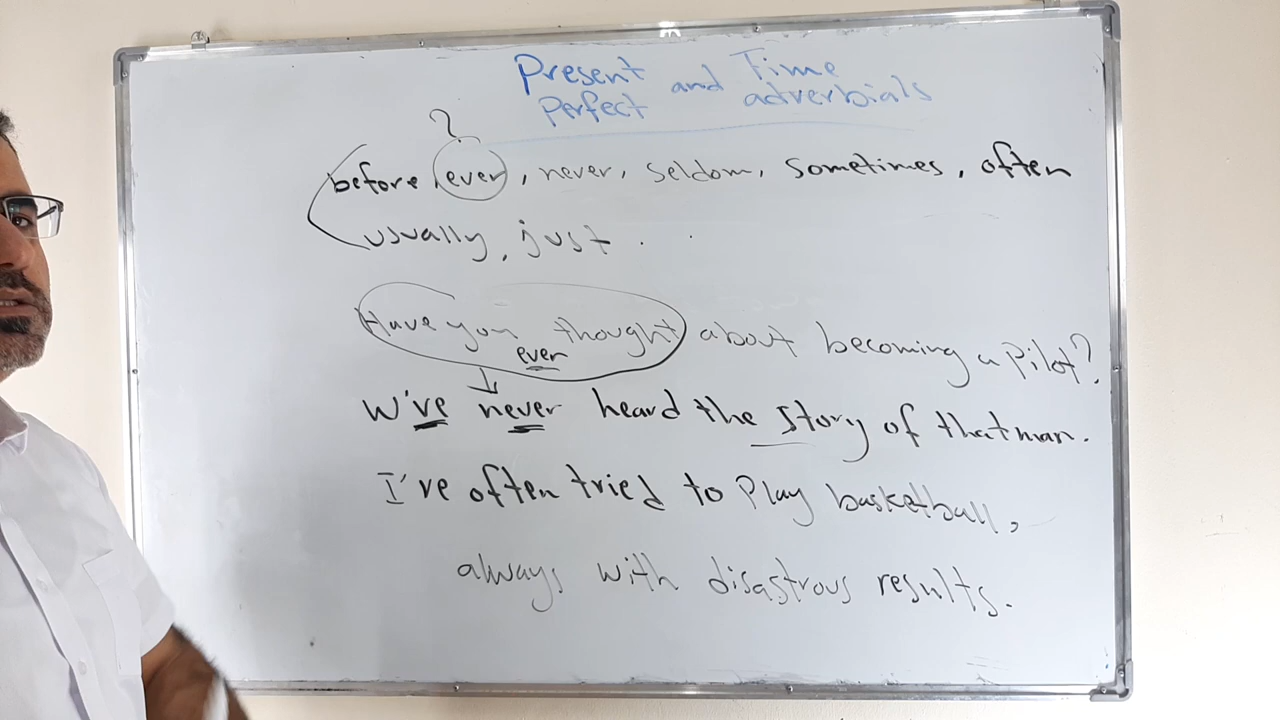 Present and Time
Perfect adverbials
?
before, ever, never, seldom, sometimes, often
usually, just . .
Have you thought about becoming a pilot?
ever
W've never heard the story of that man.
I've often tried to play basketball,
always with disastrous results.